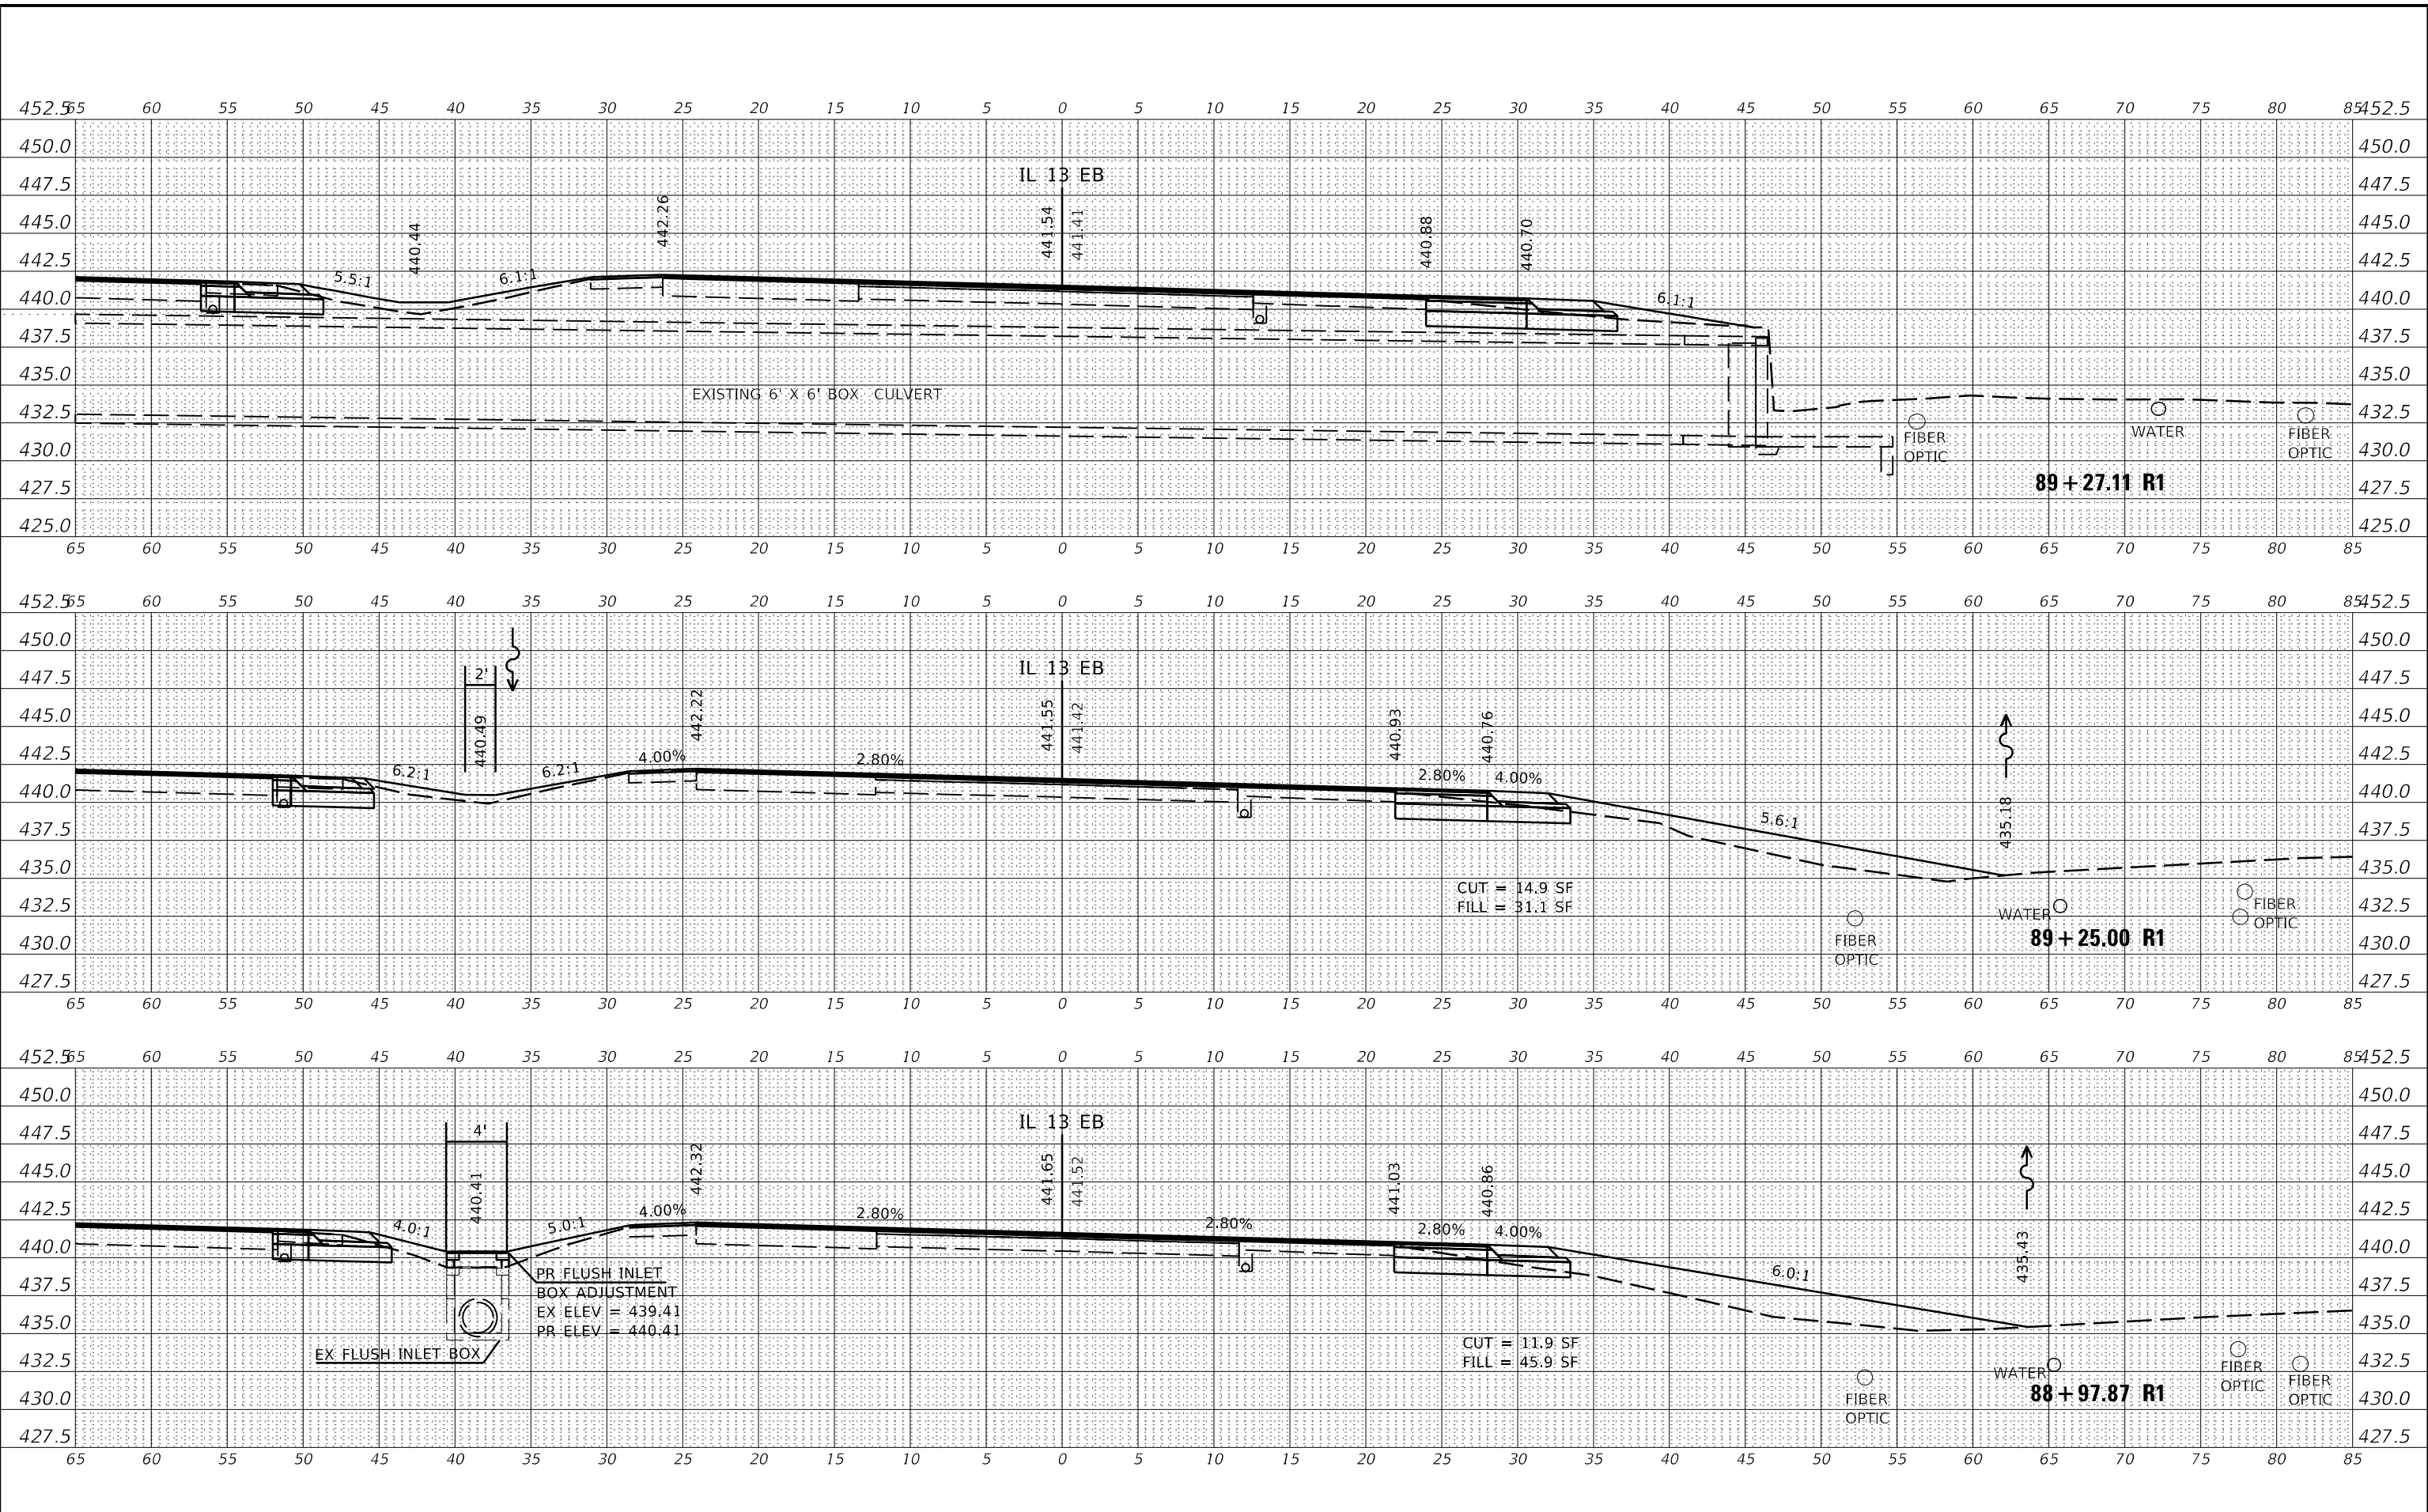 452.5 65 60 55 50 45 40 35 30 25 20 15 10 5 0 5 10 15 20 25 30 35 40 45 50 55 60 65 70 75 80 85 452.5
450.0 450.0
IL 13 EB
447.5 447.5
440.44 442.26 441.54 441.41 440.88 440.70
445.0 445.0
442.5 442.5
5.5:1 6.1:1 6.1:1
440.0 440.0
437.5 437.5
435.0 435.0
EXISTING 6' X 6' BOX CULVERT
432.5 432.5
FIBER OPTIC
WATER
FIBER OPTIC
430.0 430.0
89+27.11 R1
427.5 427.5
425.0 425.0
65 60 55 50 45 40 35 30 25 20 15 10 5 0 5 10 15 20 25 30 35 40 45 50 55 60 65 70 75 80 85
452.5 65 60 55 50 45 40 35 30 25 20 15 10 5 0 5 10 15 20 25 30 35 40 45 50 55 60 65 70 75 80 85 452.5
450.0 450.0
2' IL 13 EB
447.5 447.5
440.49 442.22 441.55 441.42 440.93 440.76
445.0 445.0
442.5 442.5
6.2:1 6.2:1 4.00% 2.80% 2.80% 4.00%
440.0 440.0
437.5 437.5
5.6:1 435.18
435.0 435.0
CUT = 14.9 SF
FILL = 31.1 SF
432.5 432.5
FIBER
OPTIC
WATER
FIBER
OPTIC
430.0 430.0
89+25.00 R1
427.5 427.5
65 60 55 50 45 40 35 30 25 20 15 10 5 0 5 10 15 20 25 30 35 40 45 50 55 60 65 70 75 80 85
452.5 65 60 55 50 45 40 35 30 25 20 15 10 5 0 5 10 15 20 25 30 35 40 45 50 55 60 65 70 75 80 85 452.5
450.0 450.0
4' IL 13 EB
447.5 447.5
440.41 442.32 441.65 441.52 441.03 440.86
445.0 445.0
442.5 442.5
4.0:1 5.0:1 4.00% 2.80% 2.80% 2.80% 4.00%
440.0 440.0
6.0:1 435.43
437.5 437.5
PR FLUSH INLET
BOX ADJUSTMENT
EX ELEV = 439.41
PR ELEV = 440.41
435.0 435.0
EX FLUSH INLET BOX
CUT = 11.9 SF
FILL = 45.9 SF
432.5 432.5
FIBER
OPTIC
WATER
FIBER
OPTIC
FIBER
OPTIC
430.0 430.0
88+97.87 R1
427.5 427.5
65 60 55 50 45 40 35 30 25 20 15 10 5 0 5 10 15 20 25 30 35 40 45 50 55 60 65 70 75 80 85